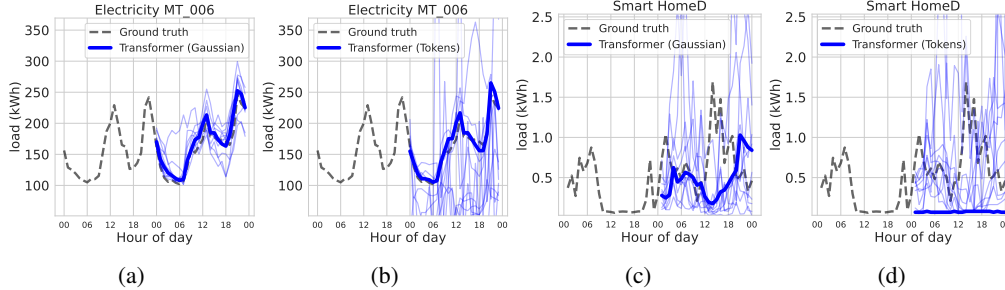 Electricity MT_006
Ground truth
Transformer (Gaussian)
load (kWh)
350
300
250
200
150
100
00 06 12 18 00 06 12 18 00
Hour of day
(a)
Electricity MT_006
Ground truth
Transformer (Tokens)
load (kWh)
350
300
250
200
150
100
00 06 12 18 00 06 12 18 00
Hour of day
(b)
Smart HomeD
Ground truth
Transformer (Gaussian)
load (kWh)
2.5
2.0
1.5
1.0
0.5
00 06 12 18 00 06 12 18 00
Hour of day
(c)
Smart HomeD
Ground truth
Transformer (Tokens)
load (kWh)
2.5
2.0
1.5
1.0
0.5
00 06 12 18 00 06 12 18 00
Hour of day
(d)